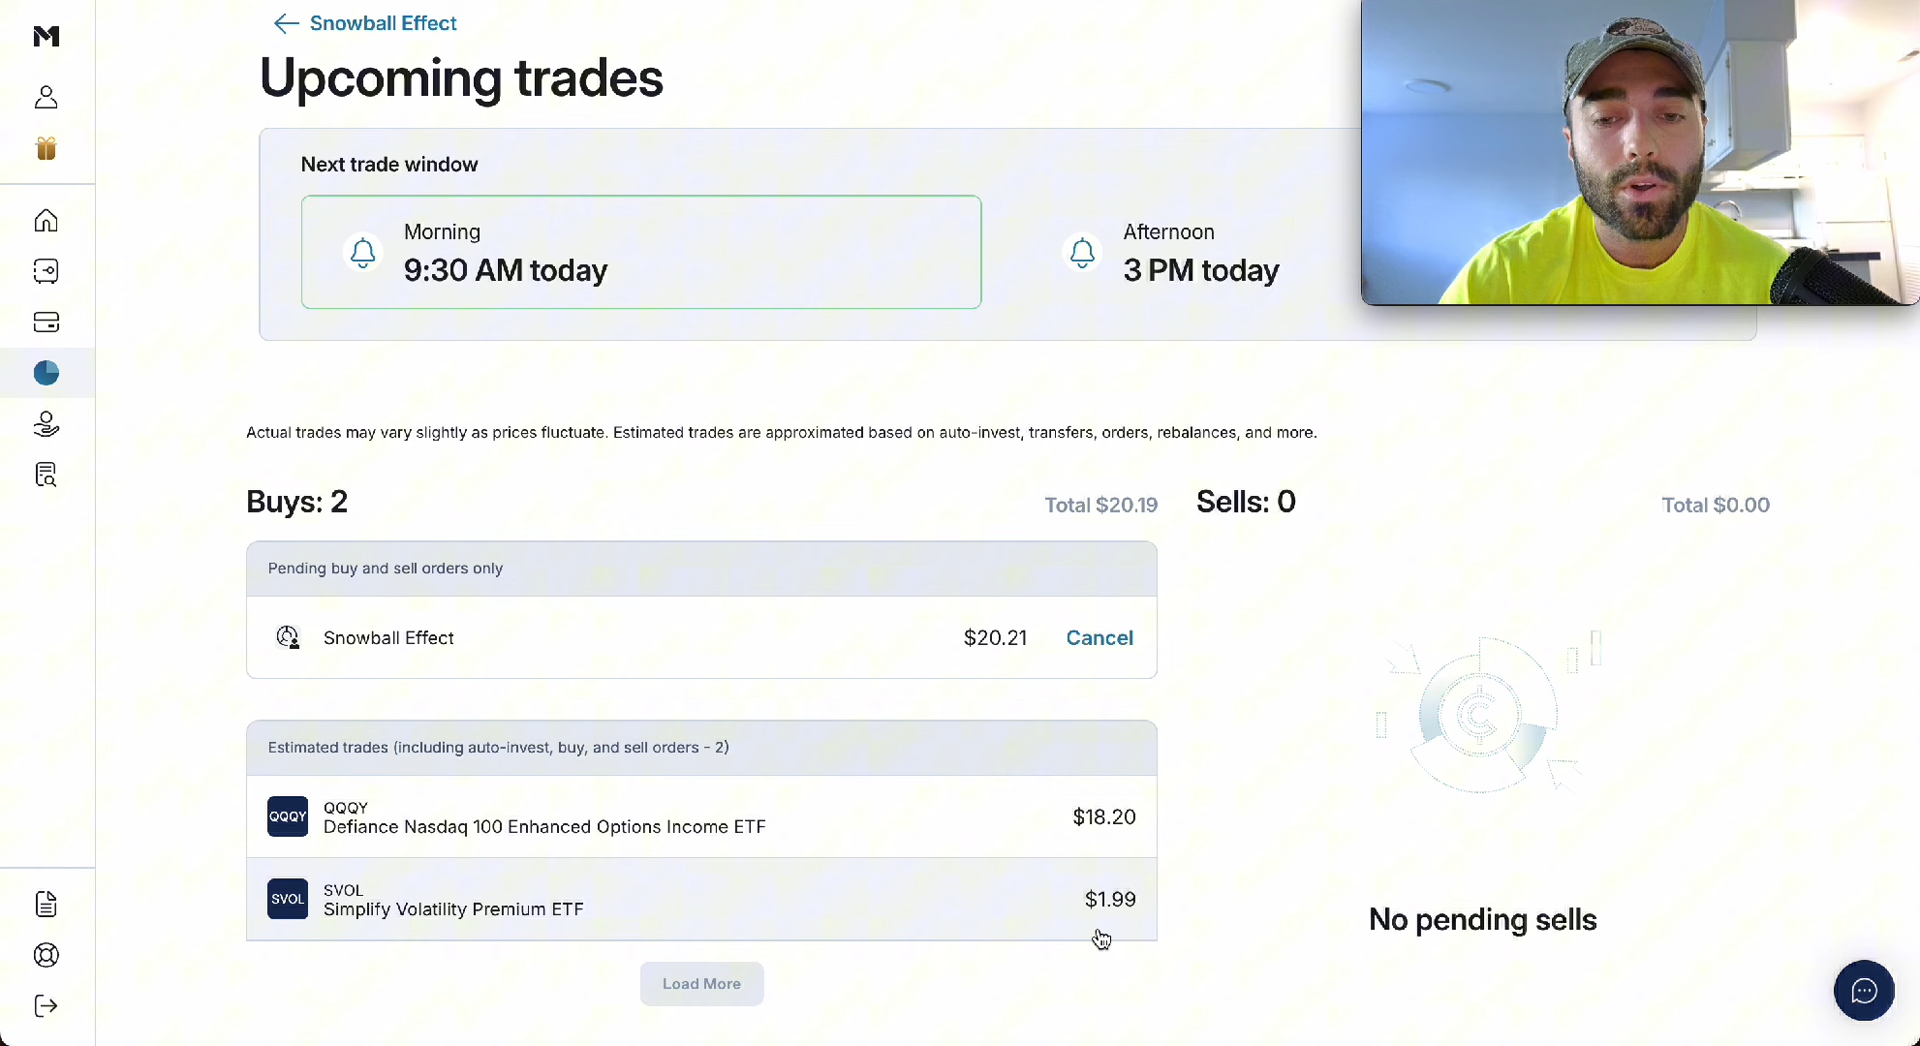 Snowball Effect
Upcoming trades
Next trade window
Morning
9:30 AM today
Afternoon
3 PM today
Actual trades may vary slightly as prices fluctuate. Estimated trades are approximated based on auto-invest, transfers, orders, rebalances, and more.
Buys: 2
Total $20.19
Pending buy and sell orders only
Snowball Effect
$20.21
Cancel
Estimated trades (including auto-invest, buy, and sell orders - 2)
QQQY
QQQY
Defiance Nasdaq 100 Enhanced Options Income ETF
$18.20
SVOL
SVOL
Simplify Volatility Premium ETF
$1.99
Load More
Sells: 0
Total $0.00
No pending sells